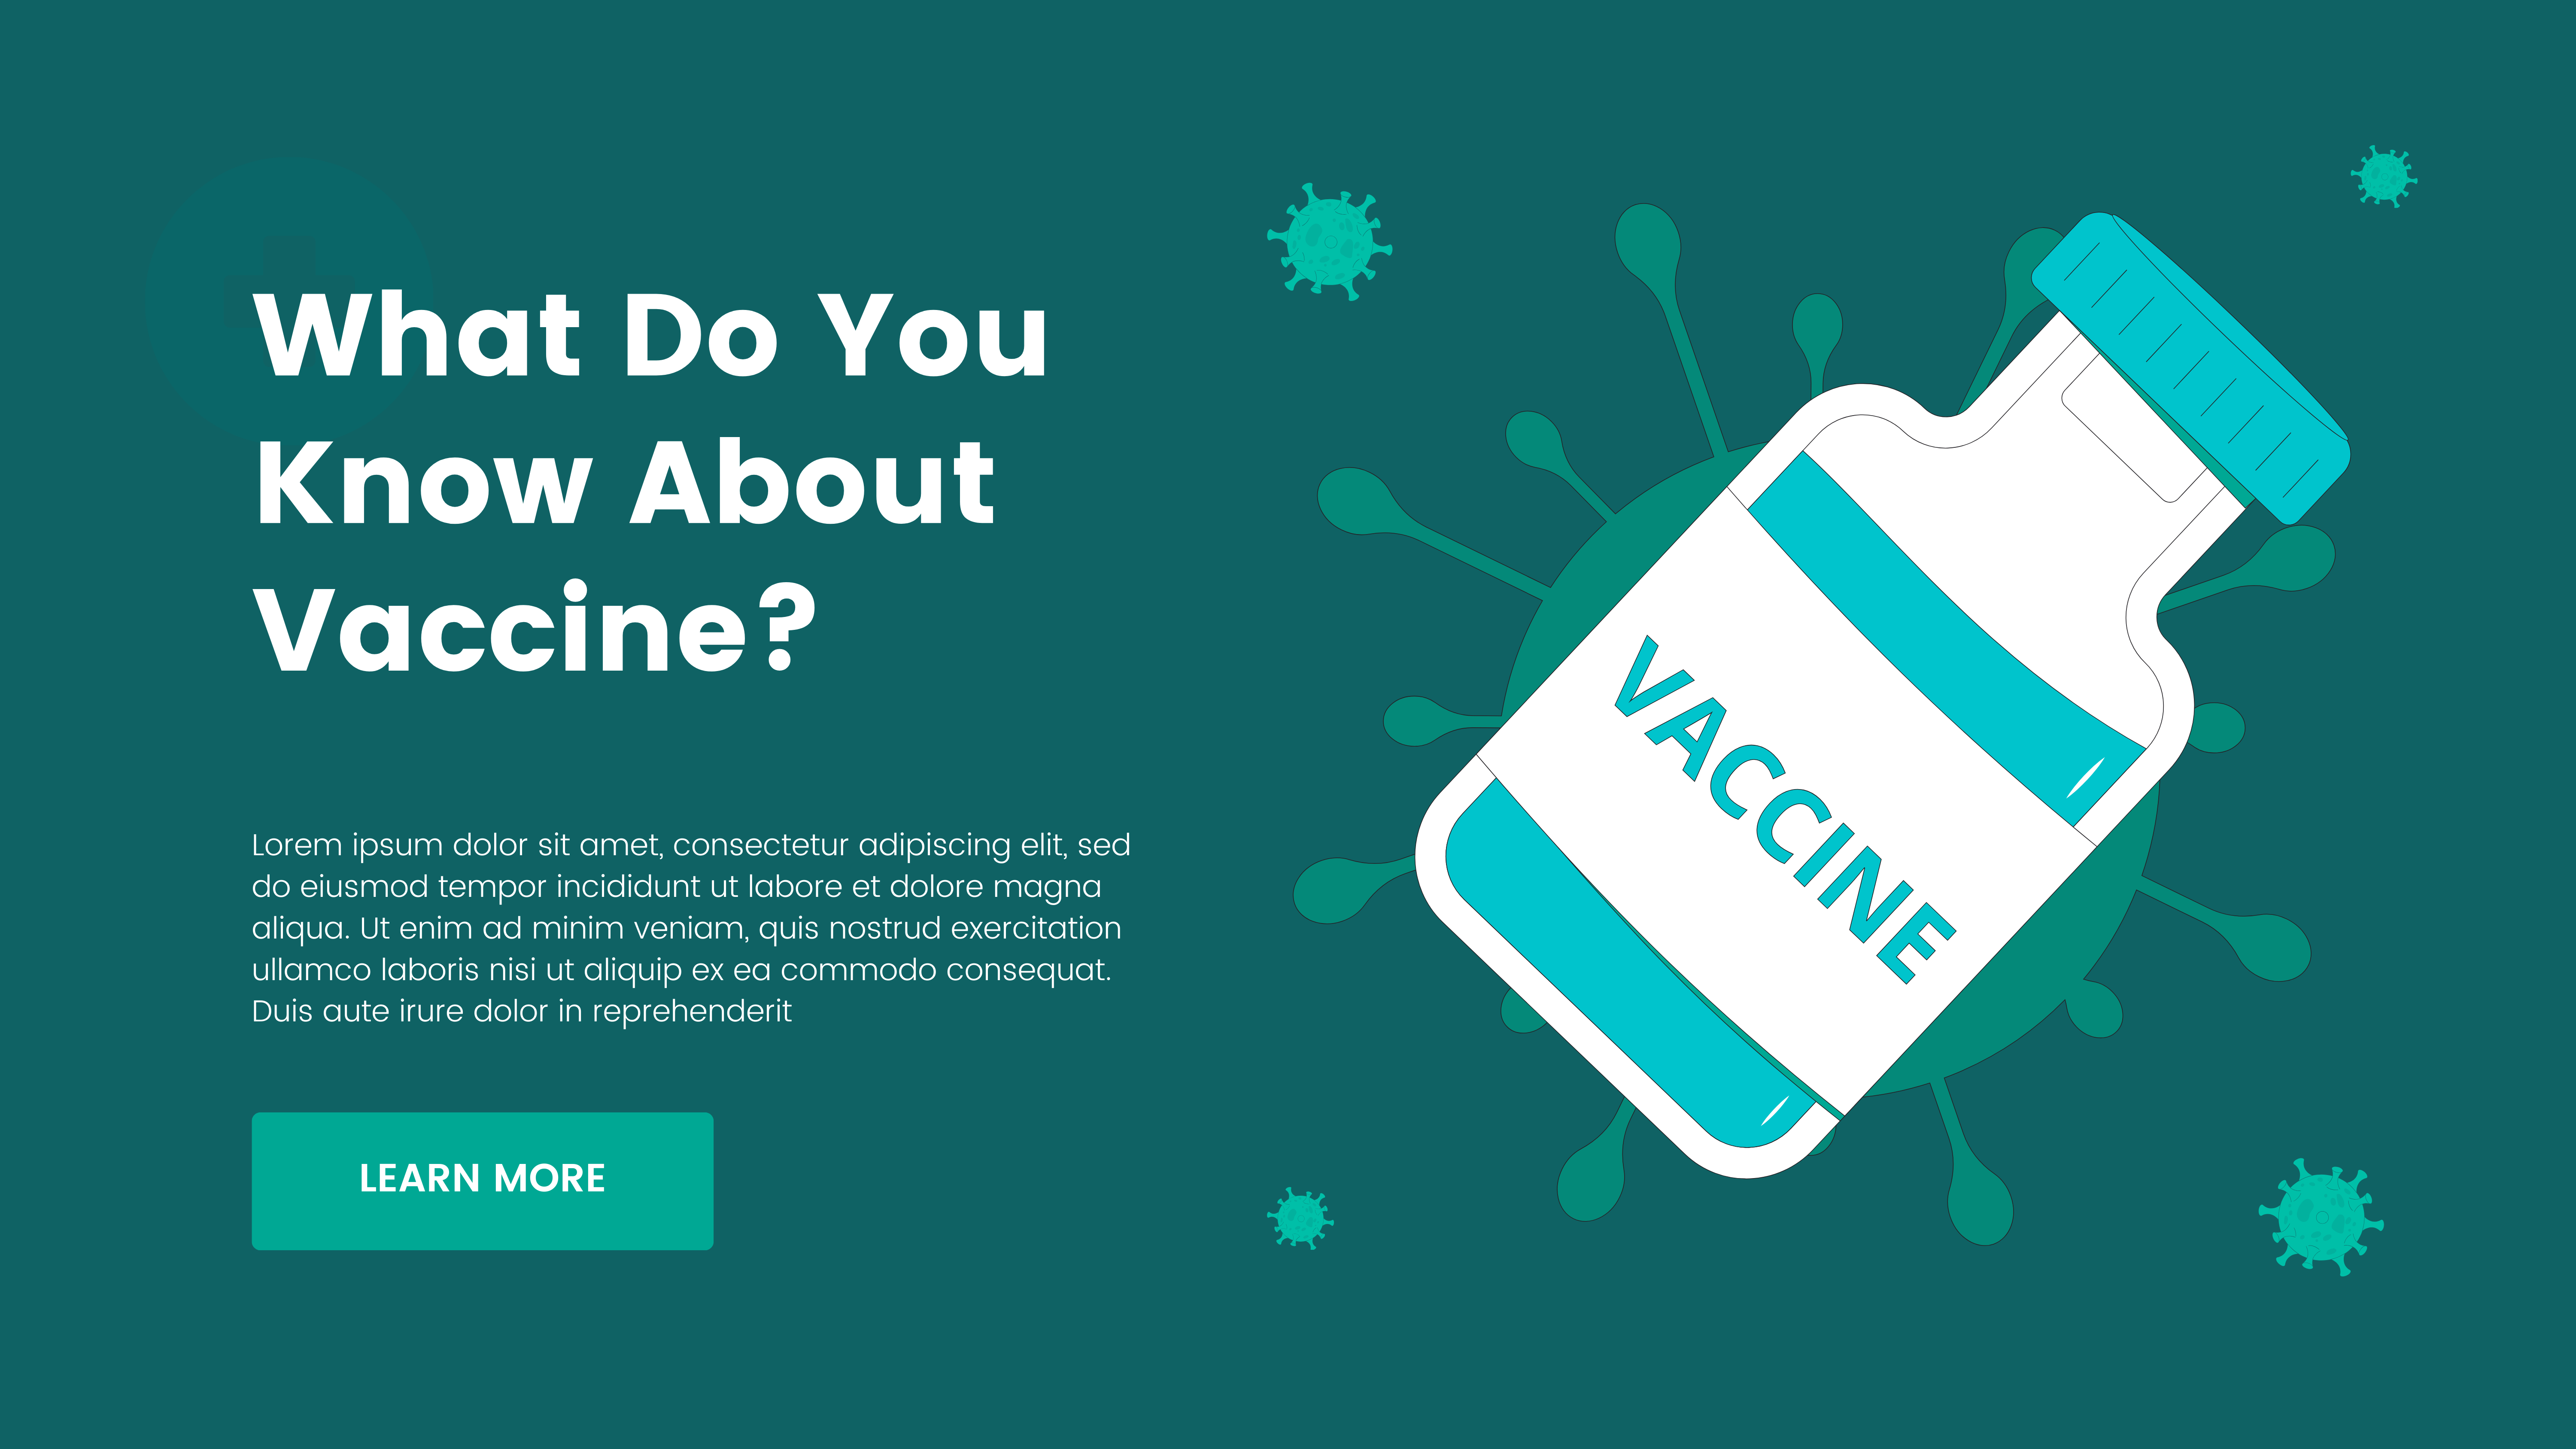 What Do You
Know About
Vaccine?
Lorem ipsum dolor sit amet, consectetur adipiscing elit, sed
do eiusmod tempor incididunt ut labore et dolore magna
aliqua. Ut enim ad minim veniam, quis nostrud exercitation
ullamco laboris nisi ut aliquip ex ea commodo consequat.
Duis aute irure dolor in reprehenderit
LEARN MORE
VACCINE